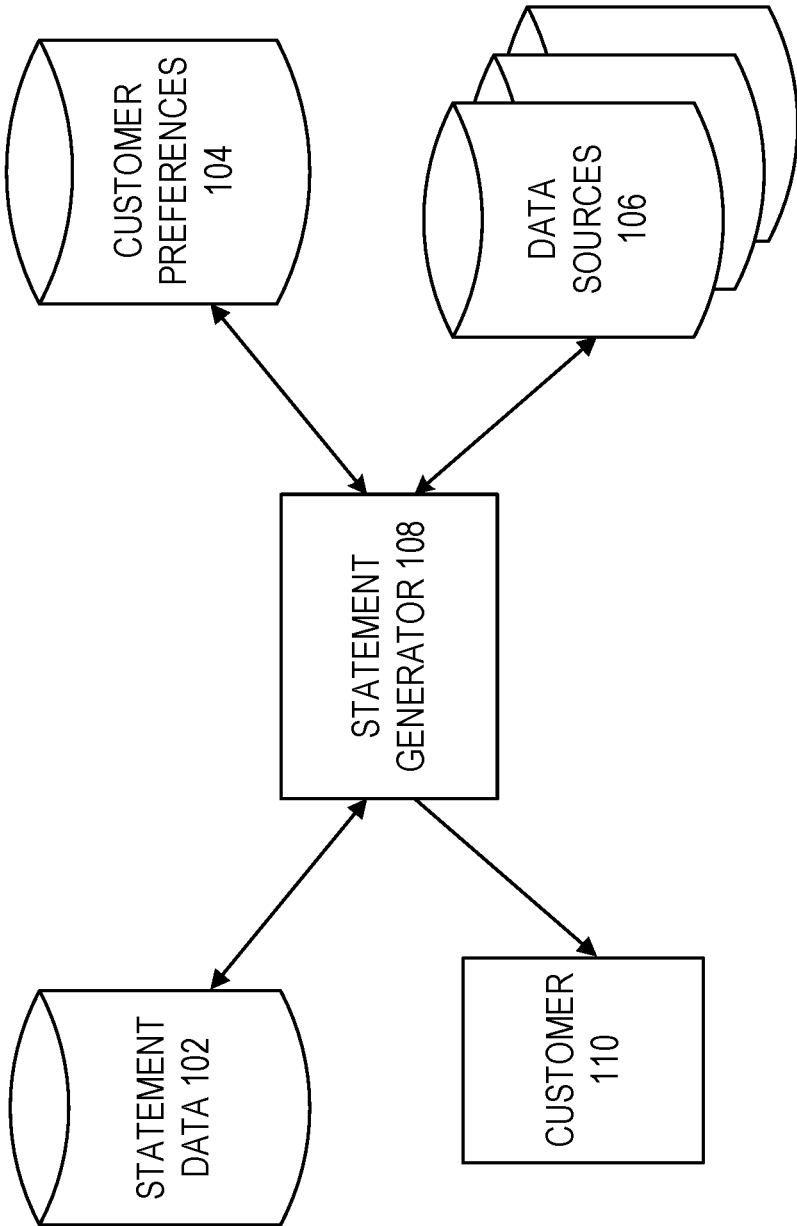 STATEMENT
DATA 102
CUSTOMER
PREFERENCES
104
STATEMENT
GENERATOR 108
CUSTOMER
110
DATA
SOURCES
106